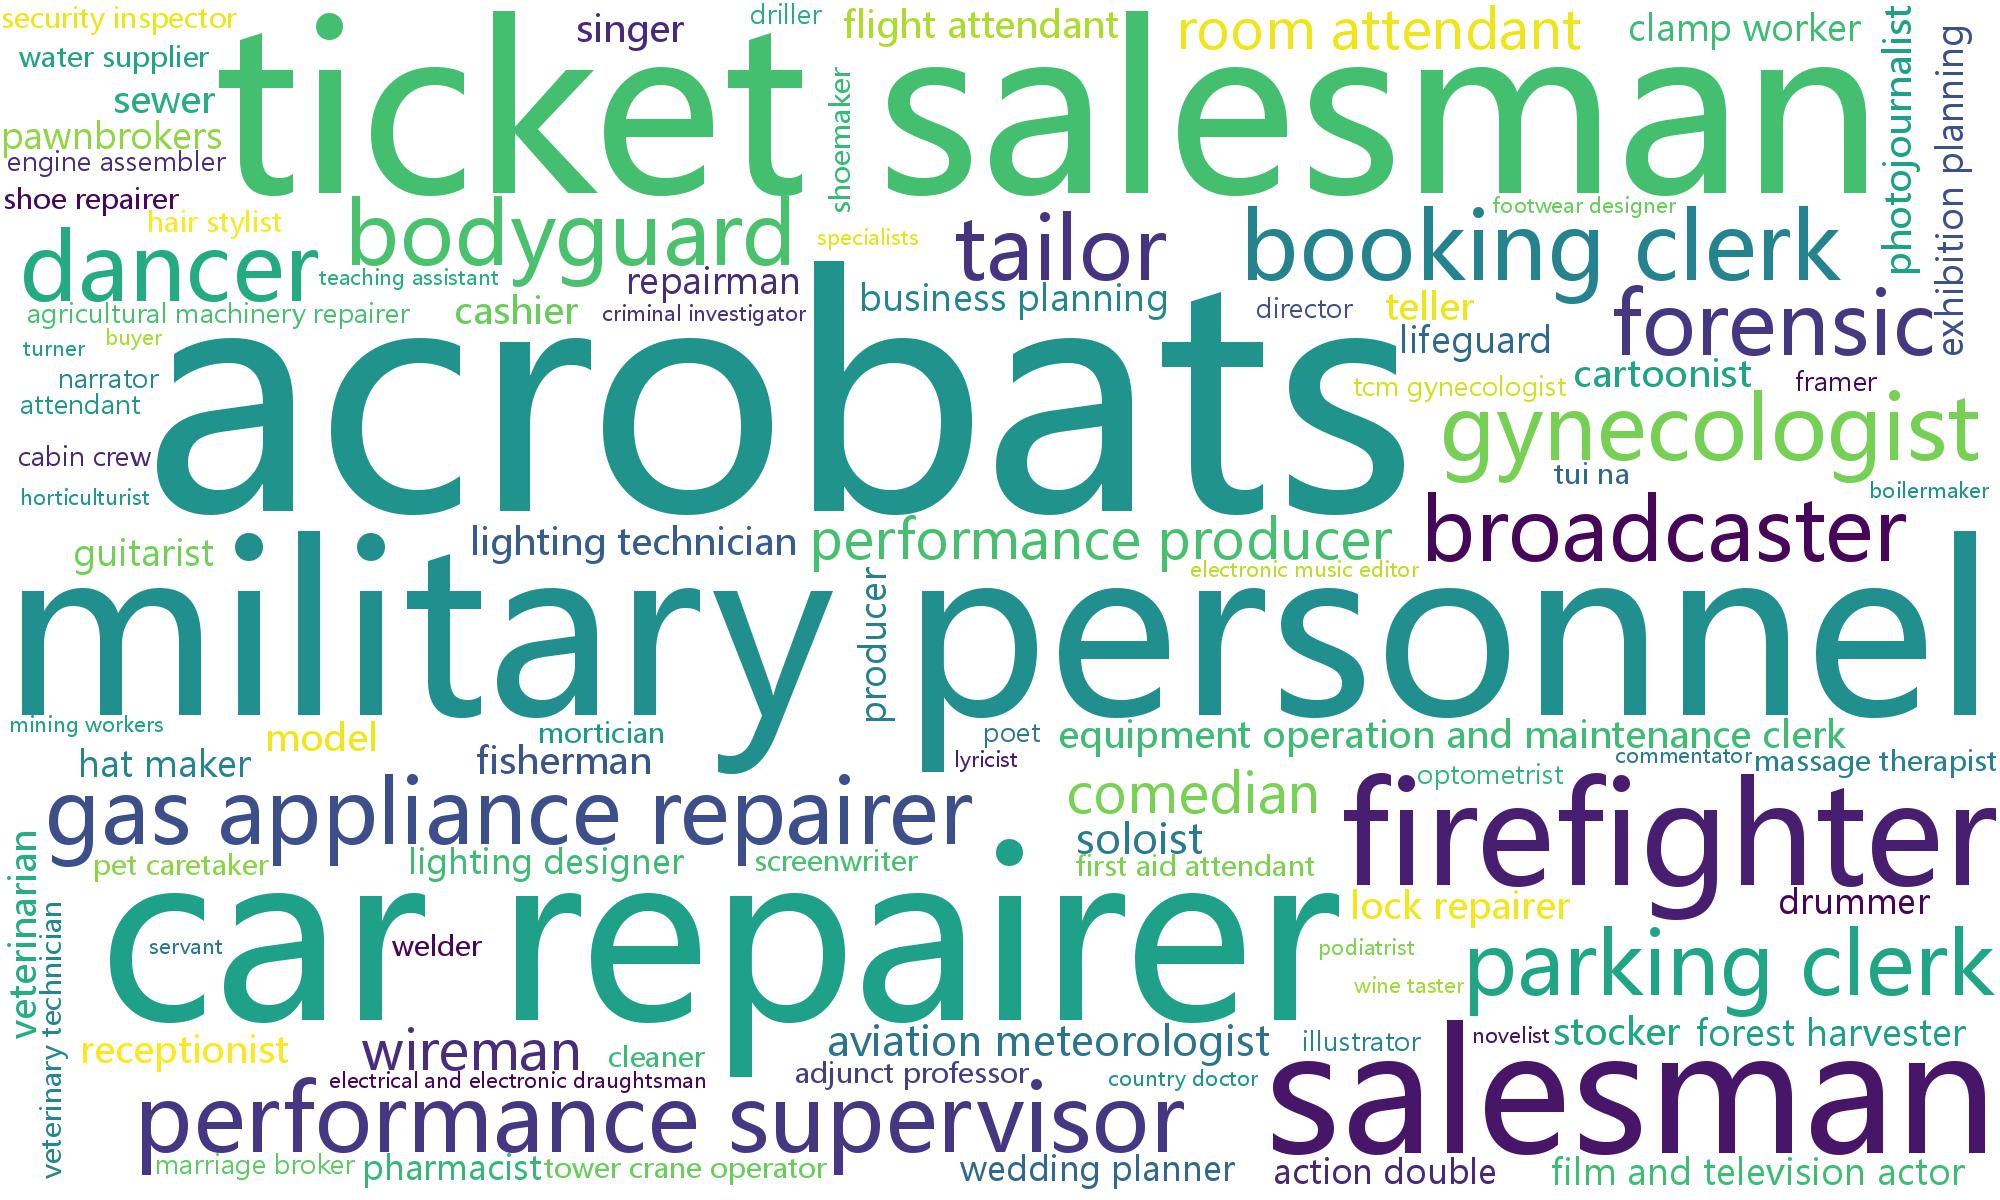 security inspector
singer
driller
flight attendant
room attendant
clamp worker
photojournalist
exhibition planning
water supplier
ticket salesman
sewer
shoemaker
pawnbrokers
engine assembler
shoe repairer
hair stylist
bodyguard
specialists
tailor
footwear designer
booking clerk
dancer
teaching assistant
repairman
business planning
director
teller
forensic
agricultural machinery repairer
cashier
criminal investigator
lifeguard
turner
buyer
acrobats
narrator
tcm gynecologist
cartoonist
framer
attendant
gynecologist
cabin crew
tui na
horticulturist
boilermaker
guitarist
lighting technician
performance producer
broadcaster
electronic music editor
military personnel
producer
mining workers
model
mortician
poet
equipment operation and maintenance clerk
hat maker
fisherman
lyricist
commentator
massage therapist
optometrist
gas appliance repairer
comedian
firefighter
soloist
veterinarian
pet caretaker
lighting designer
screenwriter
first aid attendant
car repairer
lock repairer
drummer
veterinary technician
servant
welder
podiatrist
parking clerk
wine taster
receptionist
wireman
cleaner
aviation meteorologist
illustrator
novelist
stocker
forest harvester
electrical and electronic draughtsman
adjunct professor
country doctor
salesman
performance supervisor
marriage broker
pharmacist
tower crane operator
wedding planner
action double
film and television actor